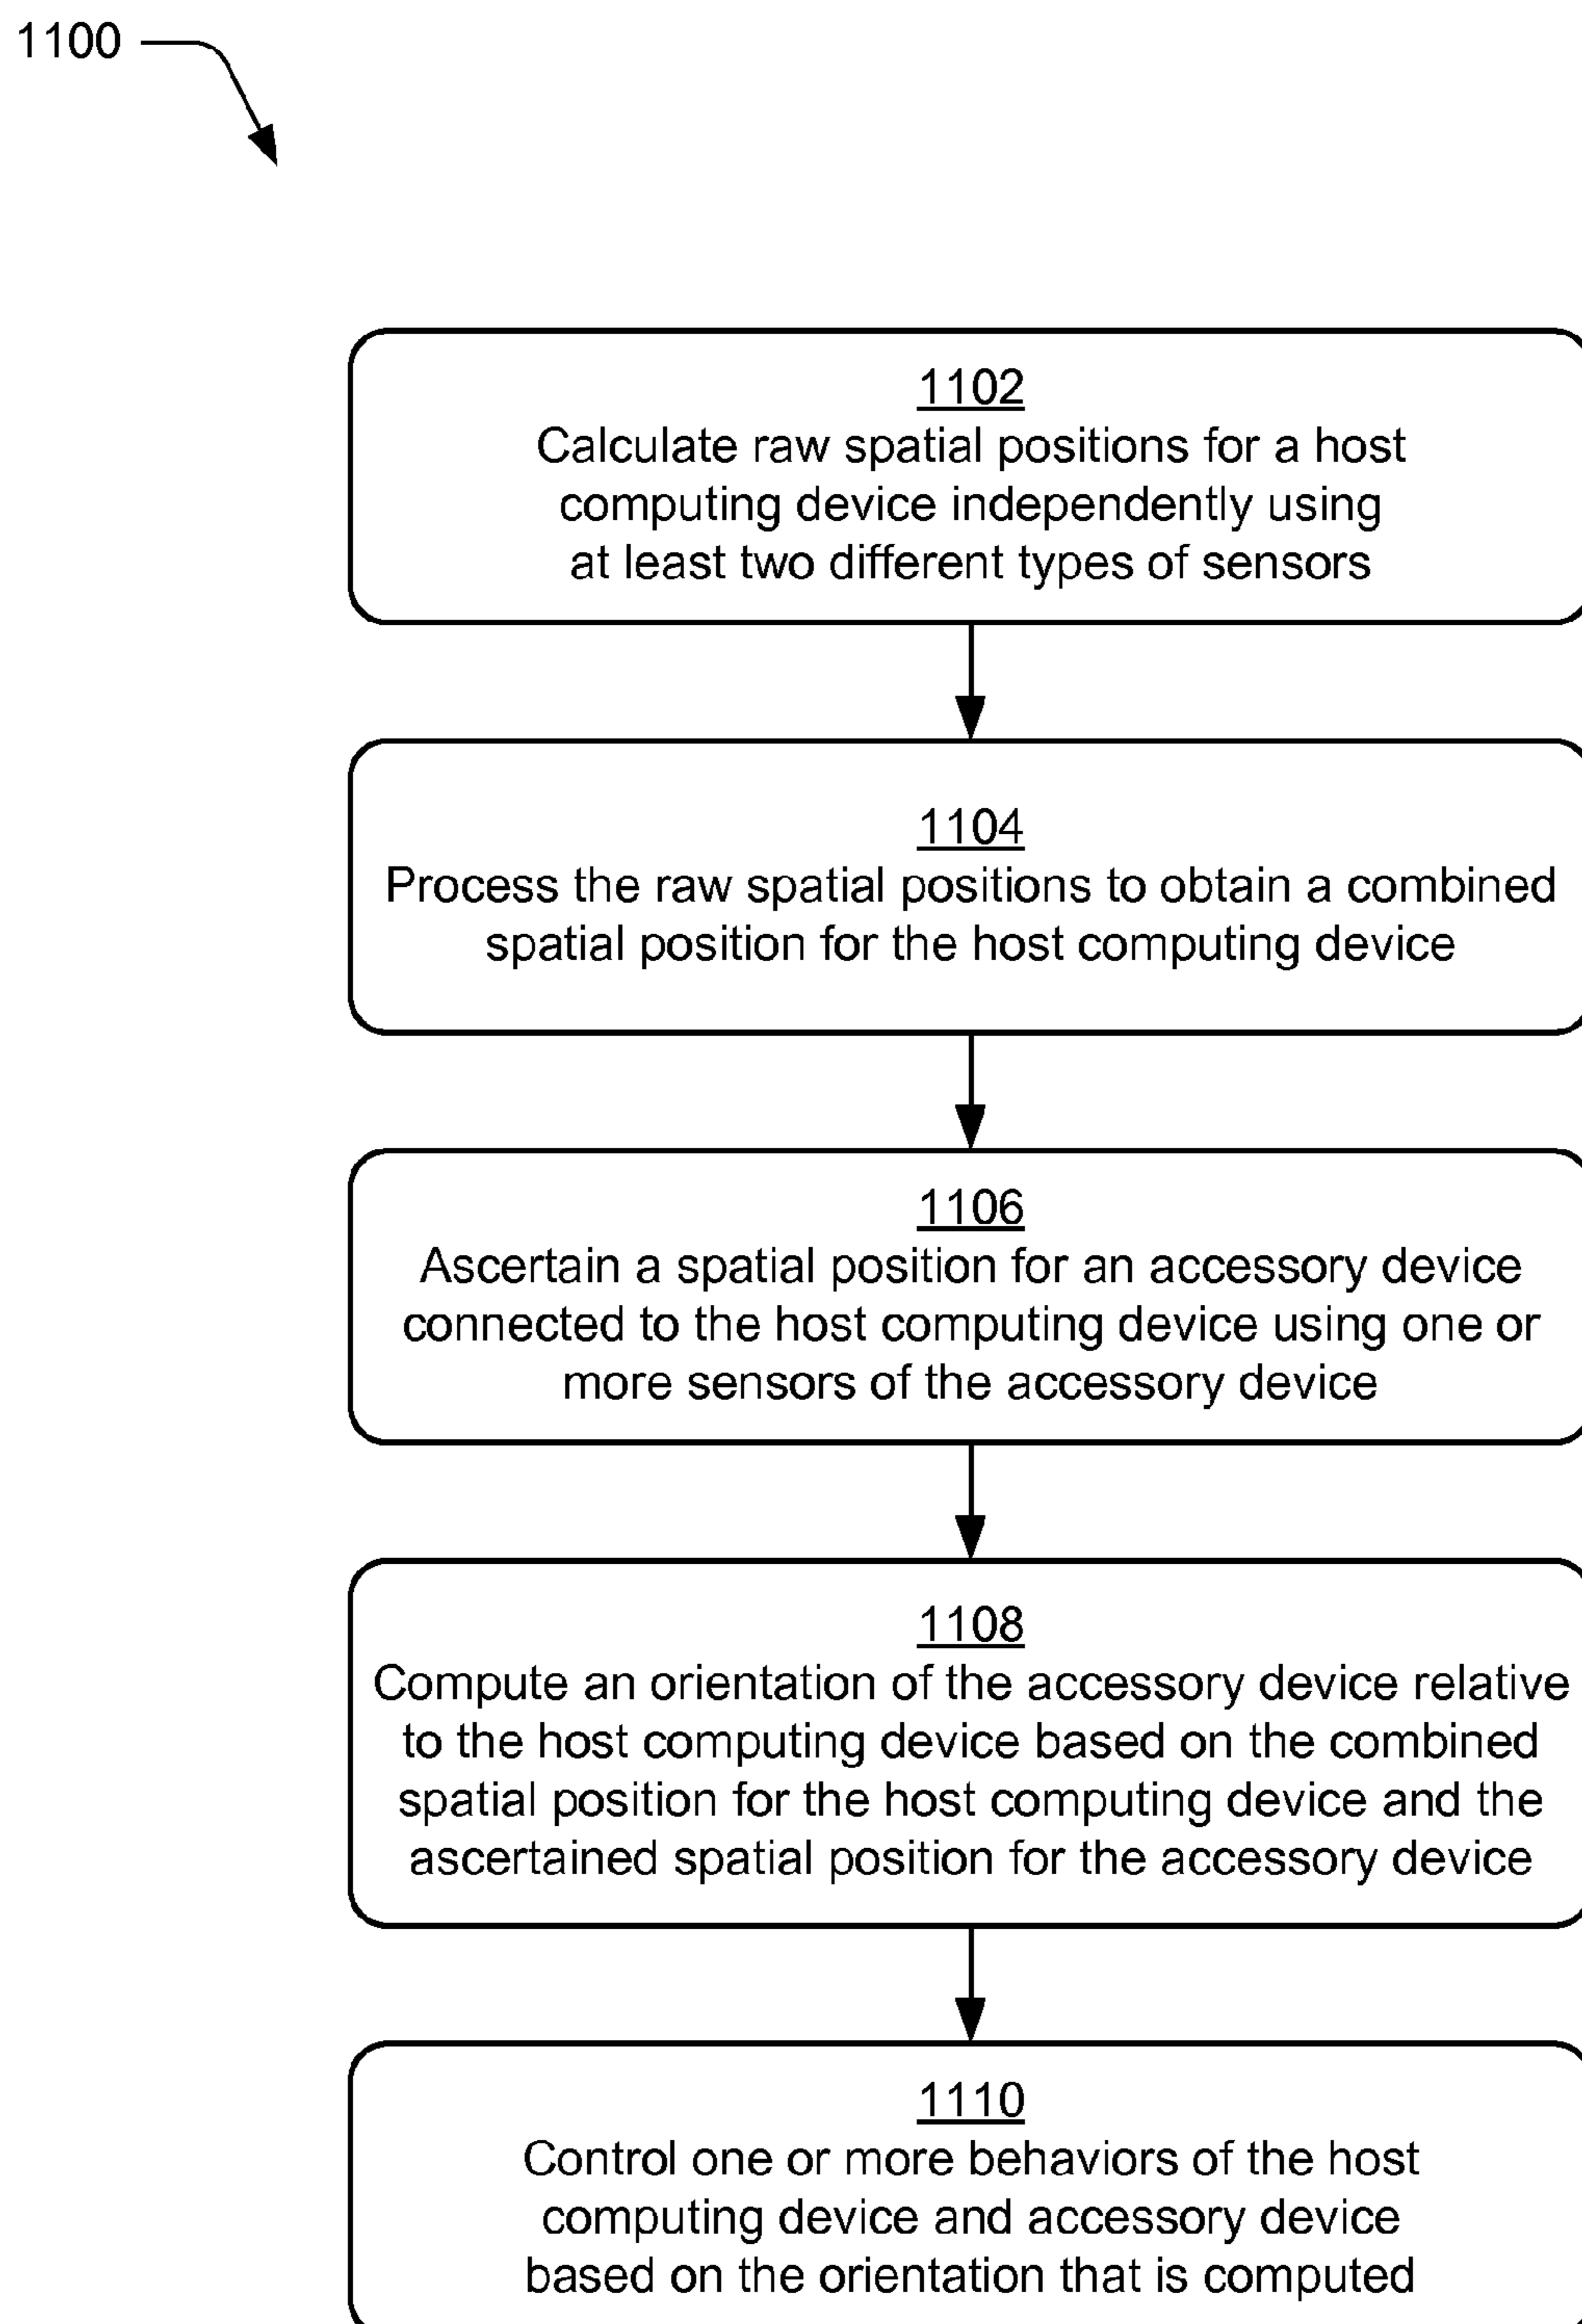 1100
1102
Calculate raw spatial positions for a host
computing device independently using
at least two different types of sensors
1104
Process the raw spatial positions to obtain a combined
spatial position for the host computing device
1106
Ascertain a spatial position for an accessory device
connected to the host computing device using one or
more sensors of the accessory device
1108
Compute an orientation of the accessory device relative
to the host computing device based on the combined
spatial position for the host computing device and the
ascertained spatial position for the accessory device
1110
Control one or more behaviors of the host
computing device and accessory device
based on the orientation that is computed